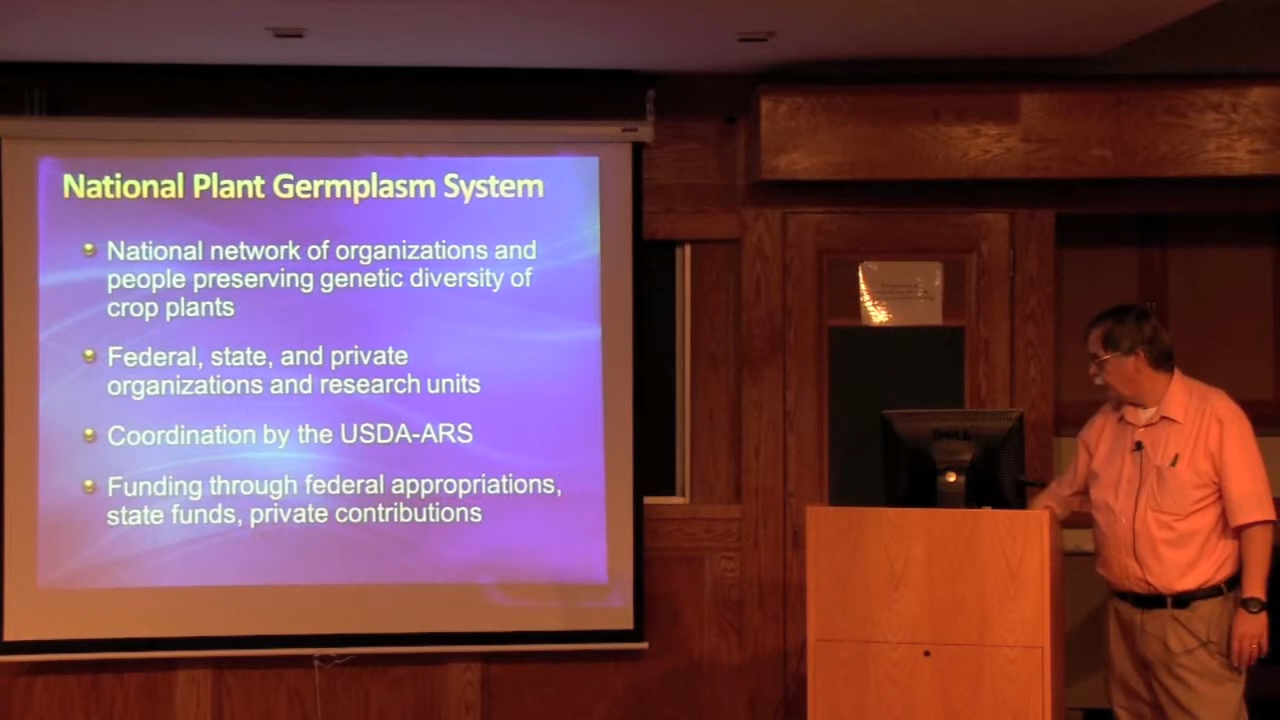 National Plant Germplasm System
National network of organizations and
people preserving genetic diversity of
crop plants
Federal, state, and private
organizations and research units
Coordination by the USDA-ARS
Funding through federal appropriations,
state funds, private contributions
DELL